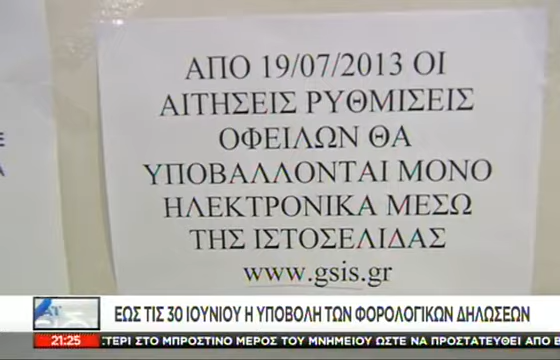 ΑΠΟ 19/07/2013 ΟΙ
ΑΙΤΗΣΕΙΣ ΡΥΘΜΙΣΕΙΣ
ΟΦΕΙΛΩΝ ΘΑ
ΥΠΟΒΑΛΛΟΝΤΑΙ ΜΟΝΟ
ΗΛΕΚΤΡΟΝΙΚΑ ΜΕΣΩ
ΤΗΣ ΙΣΤΟΣΕΛΙΔΑΣ
www.gsis.gr
ΕΩΣ ΤΙΣ 30 ΙΟΥΝΙΟΥ Η ΥΠΟΒΟΛΗ ΤΩΝ ΦΟΡΟΛΟΓΙΚΩΝ ΔΗΛΩΣΕΩΝ
21:25 ΣΤΕΡΙ ΣΤΟ ΜΠΡΟΣΤΙΝΟ ΜΕΡΟΣ ΤΟΥ ΜΝΗΜΕΙΟΥ ΩΣΤΕ ΝΑ ΠΡΟΣΤΑΤΕΥΘΕΙ ΑΠΟ